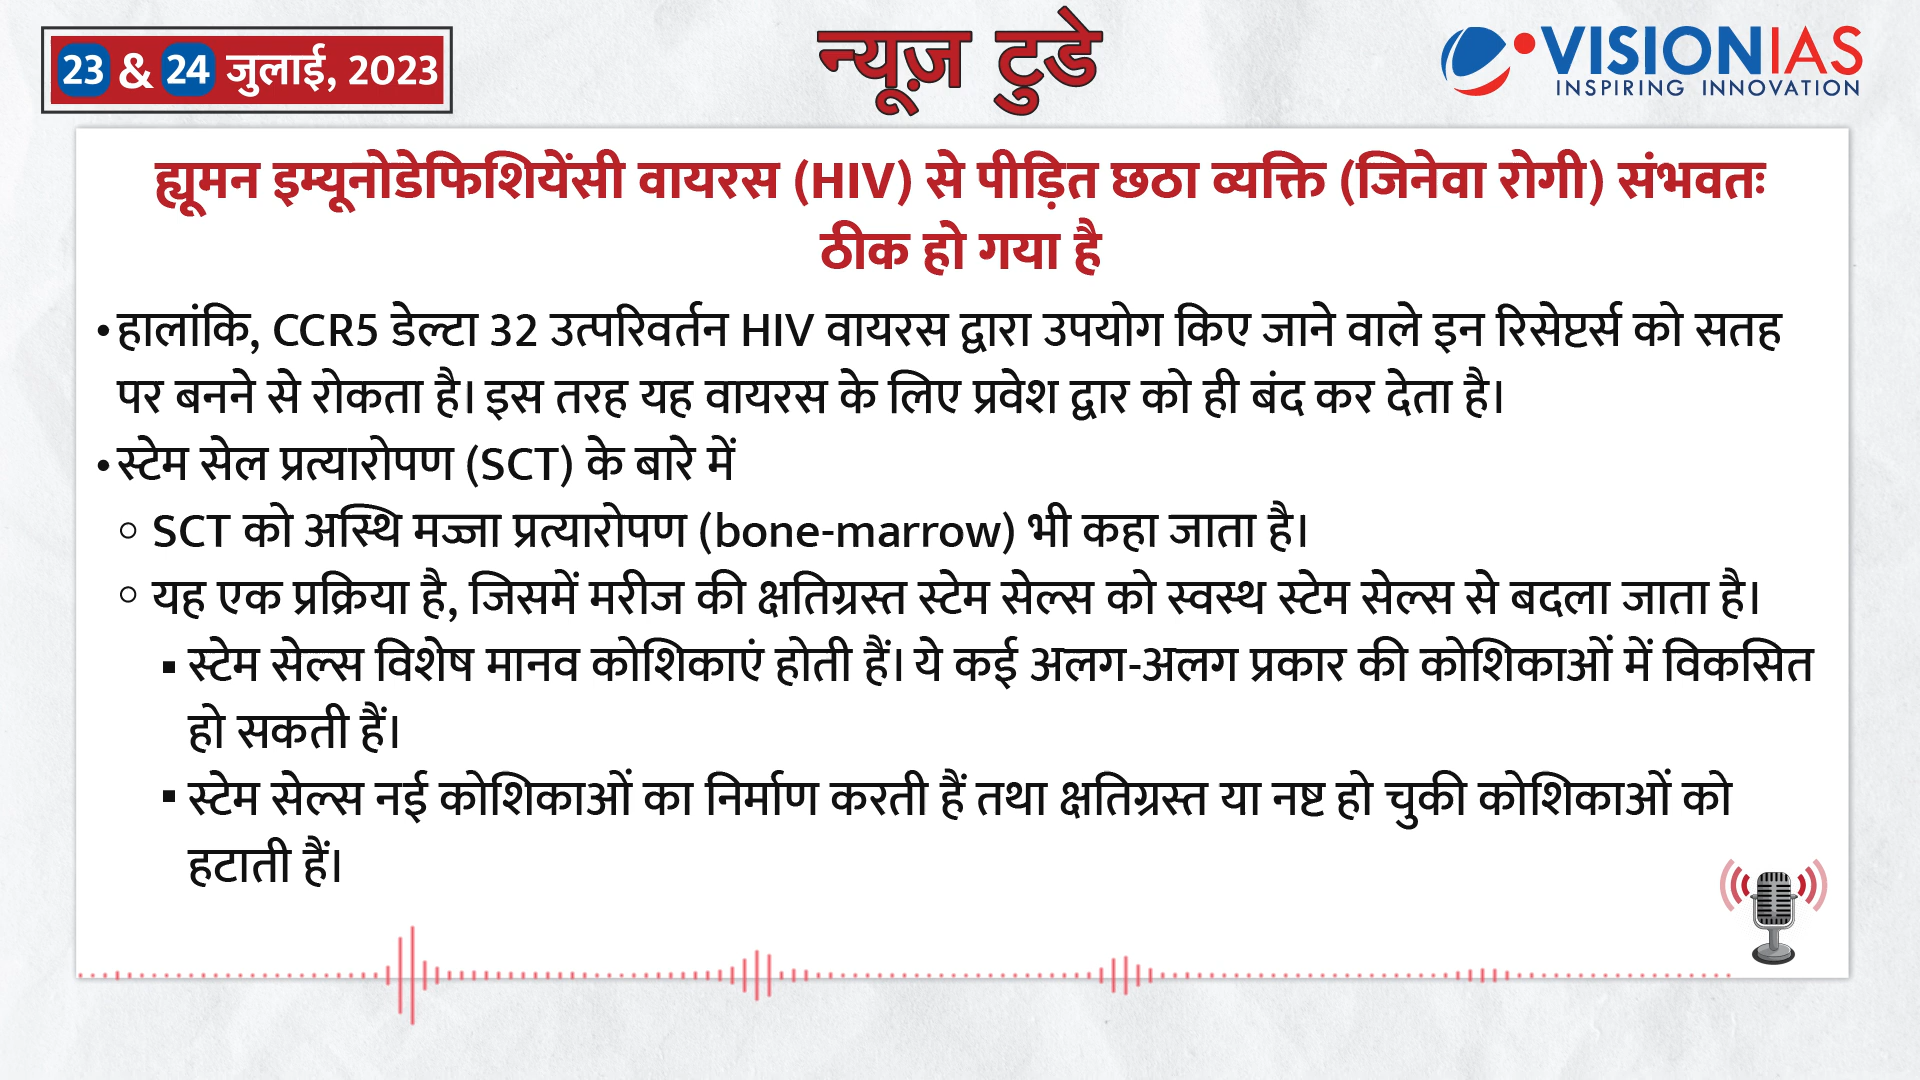 23 & 24 जुलाई, 2023
न्यूज़ टुडे
VISIONIAS
INSPIRING INNOVATION
ह्यूमन इम्यूनोडेफिशियेंसी वायरस (HIV) से पीड़ित छठा व्यक्ति (जिनेवा रोगी) संभवतः
ठीक हो गया है
• हालांकि, CCR5 डेल्टा 32 उत्परिवर्तन HIV वायरस द्वारा उपयोग किए जाने वाले इन रिसेप्टर्स को सतह
पर बनने से रोकता है। इस तरह यह वायरस के लिए प्रवेश द्वार को ही बंद कर देता है।
• स्टेम सेल प्रत्यारोपण (SCT) के बारे में
○ SCT को अस्थि मज्जा प्रत्यारोपण (bone-marrow) भी कहा जाता है।
○ यह एक प्रक्रिया है, जिसमें मरीज की क्षतिग्रस्त स्टेम सेल्स को स्वस्थ स्टेम सेल्स से बदला जाता है।
▪ स्टेम सेल्स विशेष मानव कोशिकाएं होती हैं। ये कई अलग-अलग प्रकार की कोशिकाओं में विकसित
हो सकती हैं।
▪ स्टेम सेल्स नई कोशिकाओं का निर्माण करती हैं तथा क्षतिग्रस्त या नष्ट हो चुकी कोशिकाओं को
हटाती हैं।